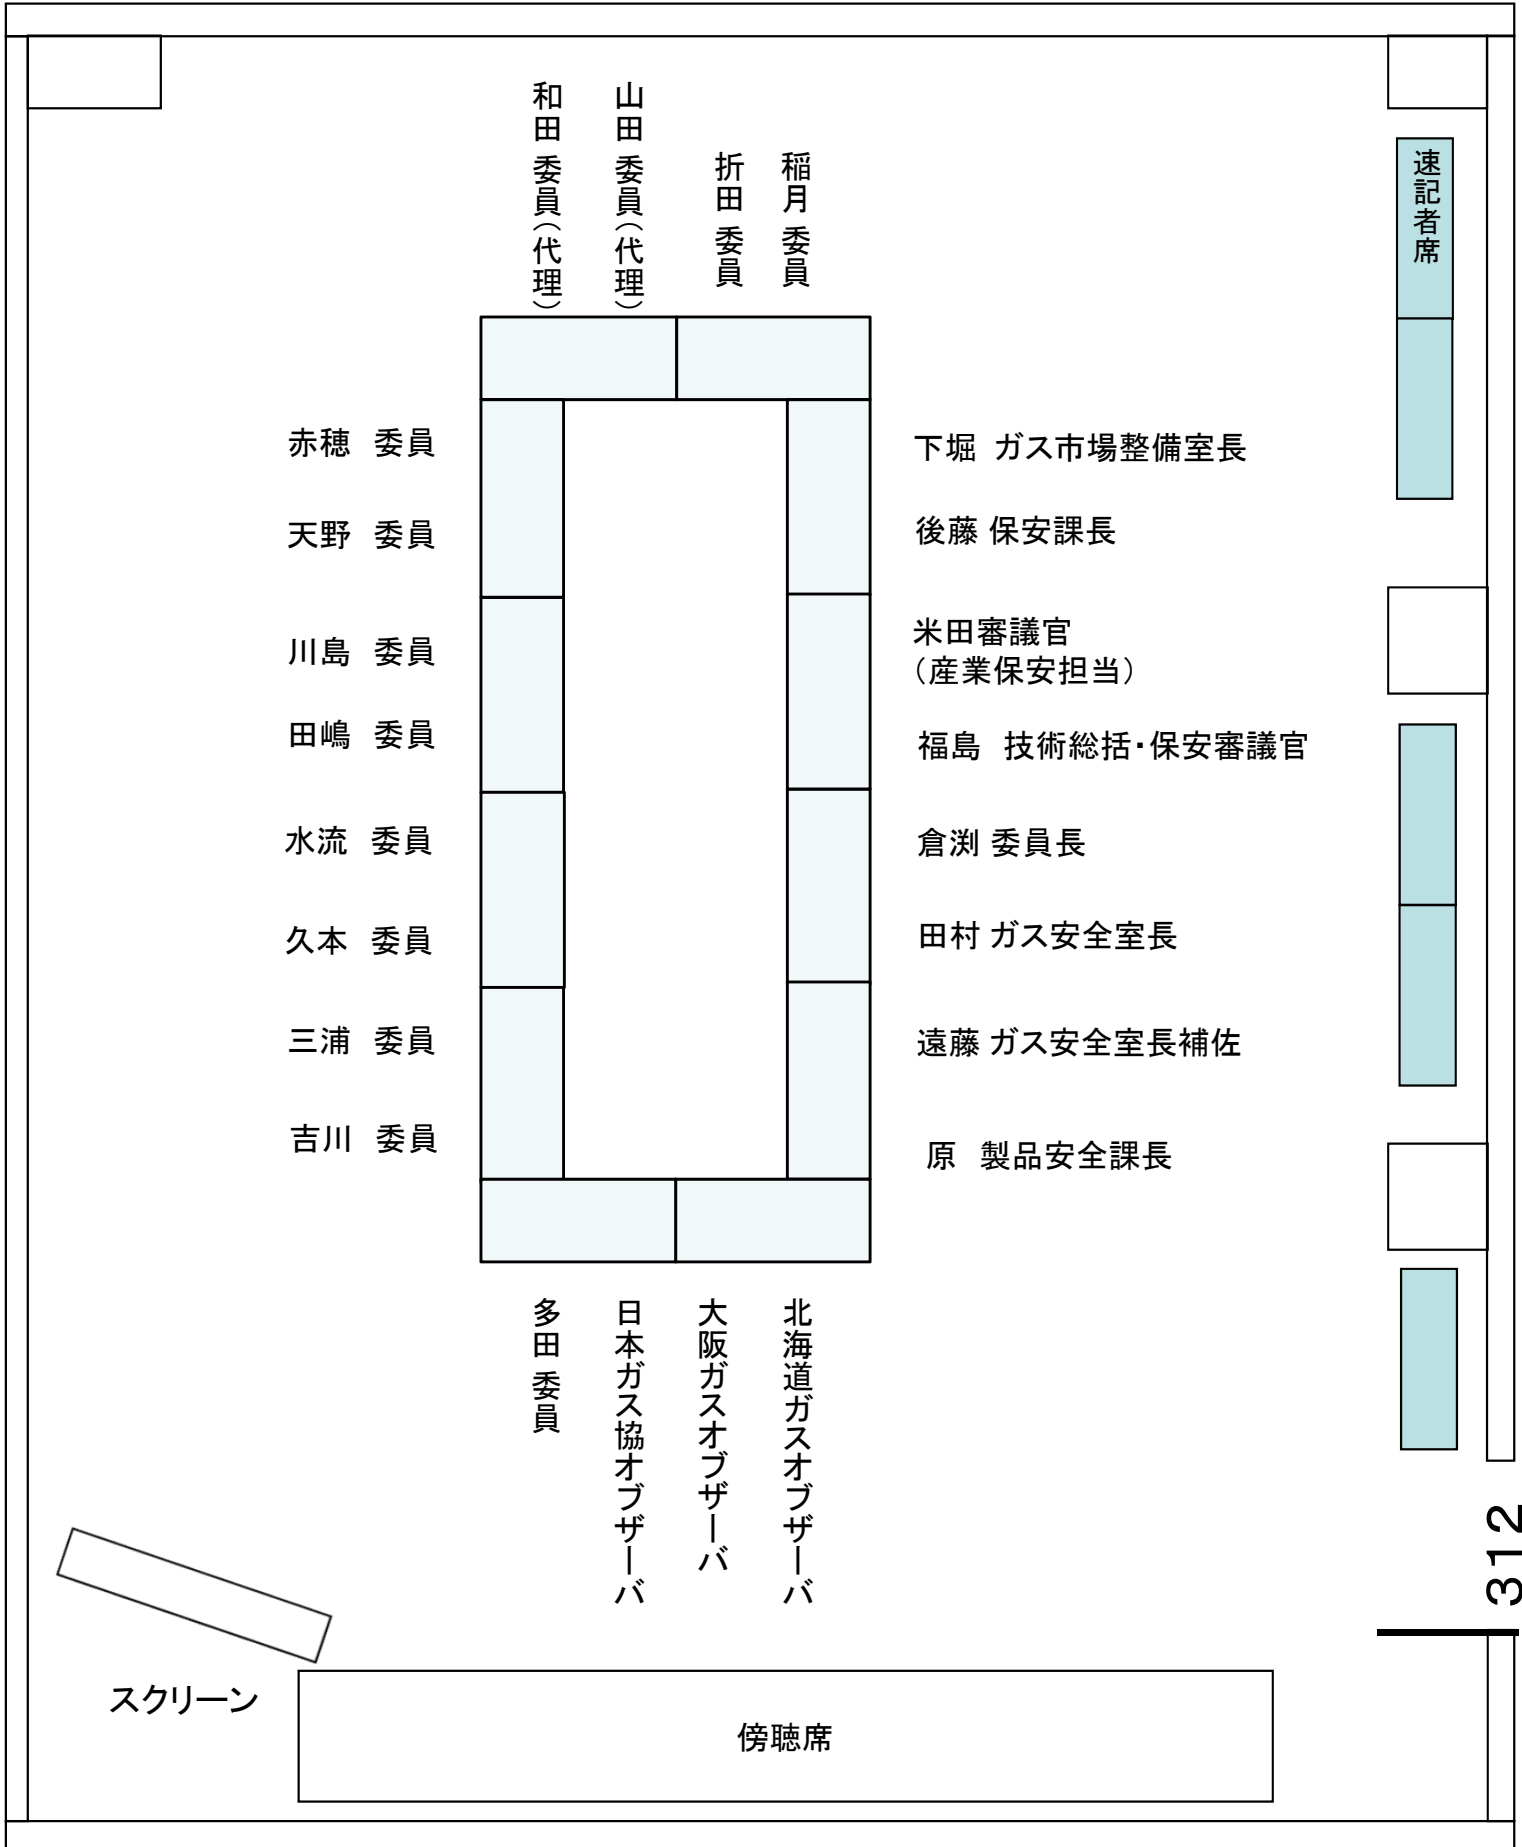 和田 委員（代理）
山田 委員（代理）
折田 委員
稲月 委員
速記者席
赤穂　委員
天野　委員
川島　委員
田嶋　委員
水流　委員
久本　委員
三浦　委員
吉川　委員
下堀 ガス市場整備室長
後藤 保安課長
米田審議官
（産業保安担当）
福島　技術総括・保安審議官
倉渕 委員長
田村 ガス安全室長
遠藤 ガス安全室長補佐
原　製品安全課長
多田 委員
日本ガス協オブザーバ
大阪ガスオブザーバ
北海道ガスオブザーバ
312
スクリーン
傍聴席